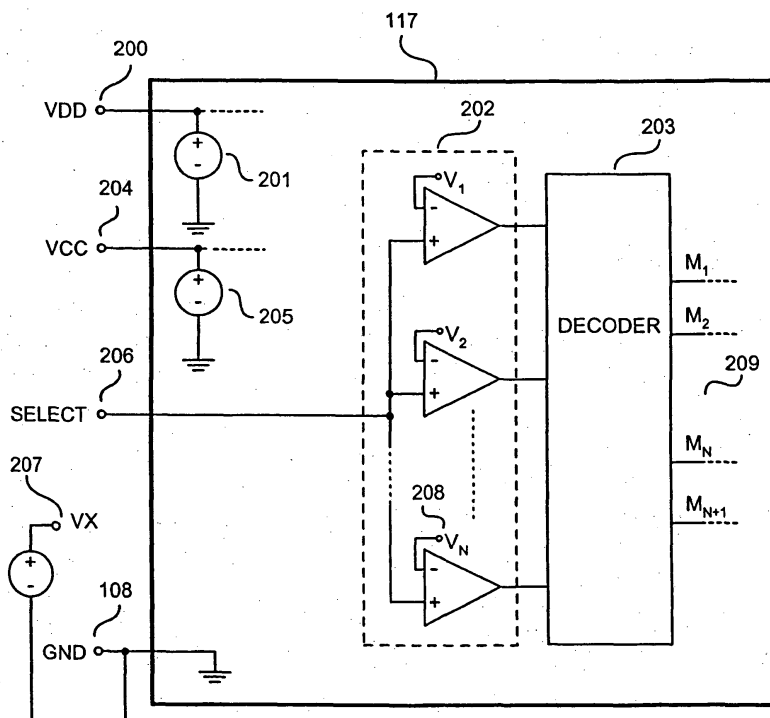 117
200
VDD
+
-
201
202
203
204
VCC
+
-
205
V1
-
+
DECODER
M1
M2
206
V2
-
+
209
SELECT
MN
207
VX
+
-
208
VN
-
+
MN+1
108
GND